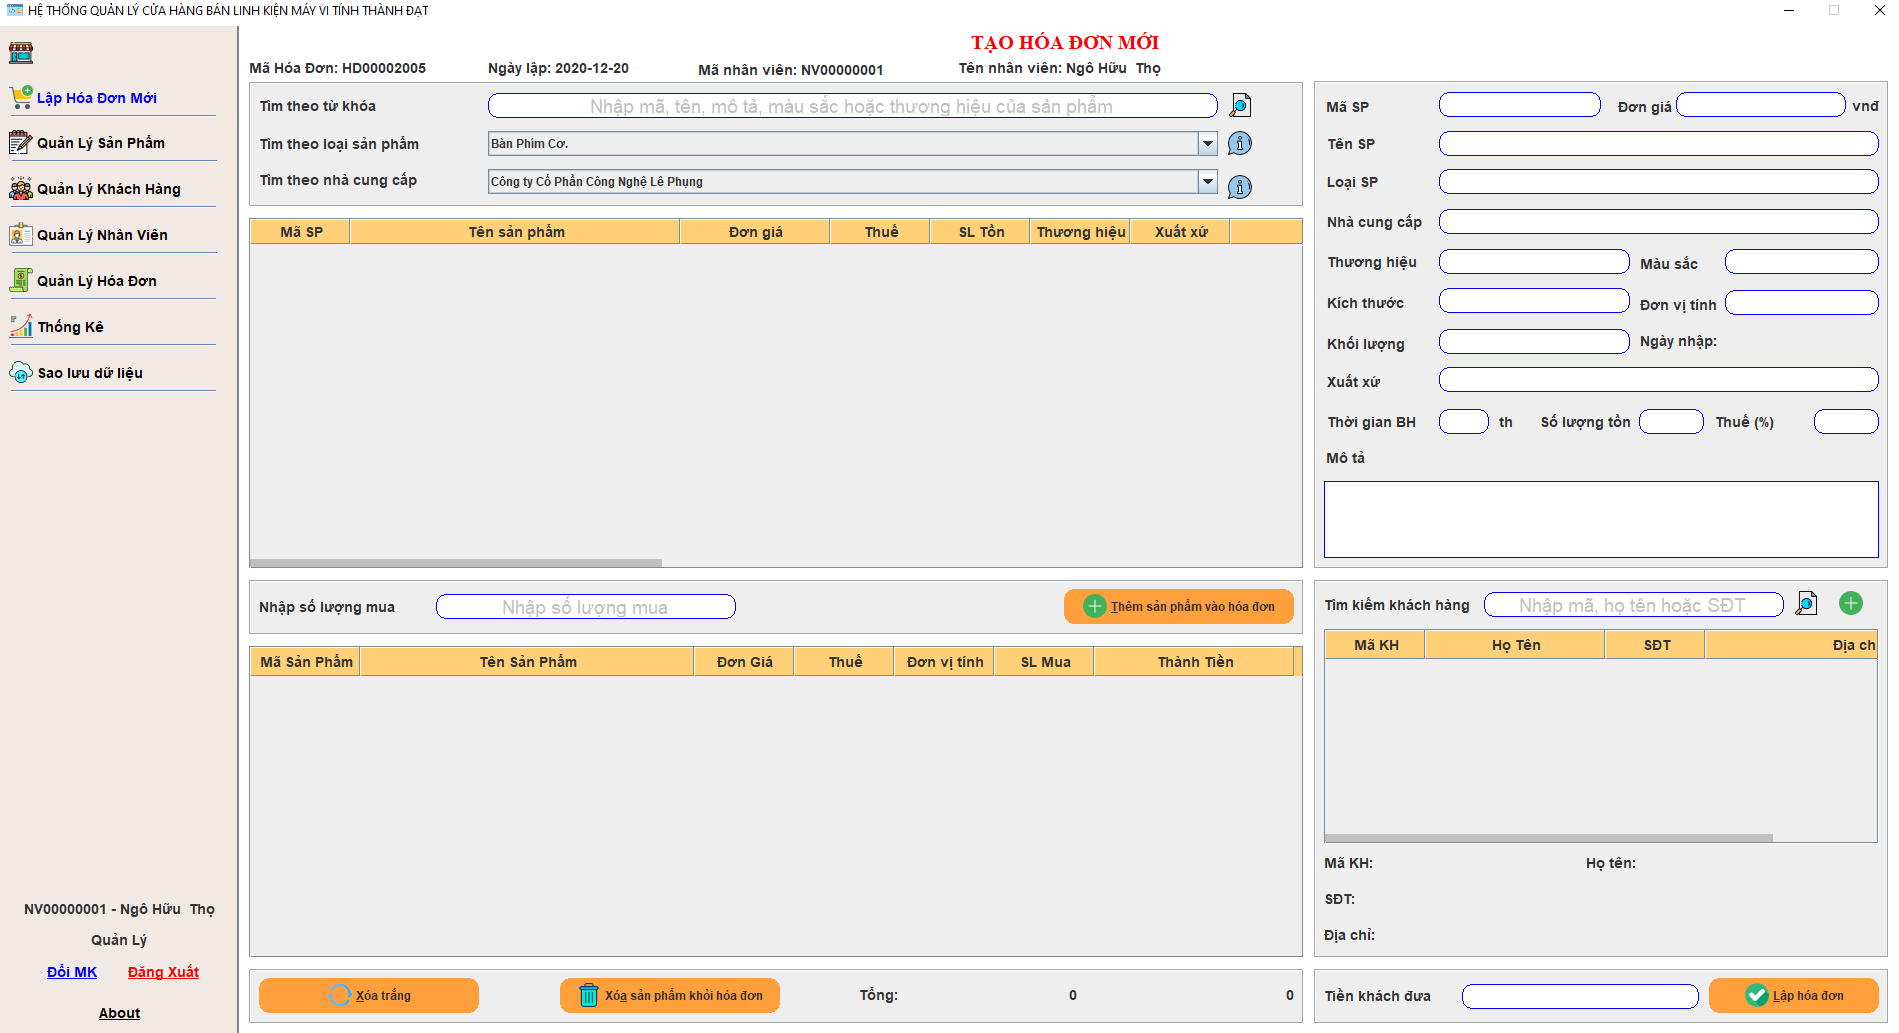 HỆ THỐNG QUẢN LÝ CỬA HÀNG BÁN LINH KIỆN MÁY VI TÍNH THÀNH ĐẠT
Lập Hóa Đơn Mới
Quản Lý Sản Phẩm
Quản Lý Khách Hàng
Quản Lý Nhân Viên
Quản Lý Hóa Đơn
Thống Kê
Sao lưu dữ liệu
NV00000001 - Ngô Hữu Thọ
Quản Lý
Đổi MK Đăng Xuất
About
TẠO HÓA ĐƠN MỚI
Mã Hóa Đơn: HD00002005 Ngày lập: 2020-12-20 Mã nhân viên: NV00000001 Tên nhân viên: Ngô Hữu Thọ
Tìm theo từ khóa Nhập mã, tên, mô tả, màu sắc hoặc thương hiệu của sản phẩm
Tìm theo loại sản phẩm Bàn Phím Cơ.
Tìm theo nhà cung cấp Công ty Cổ Phần Công Nghệ Lê Phụng
Mã SP Tên sản phẩm Đơn giá Thuế SL Tồn Thương hiệu Xuất xứ
Nhập số lượng mua Nhập số lượng mua Thêm sản phẩm vào hóa đơn
Mã Sản Phẩm Tên Sản Phẩm Đơn Giá Thuế Đơn vị tính SL Mua Thành Tiền
Xóa trắng Xóa sản phẩm khỏi hóa đơn Tổng: 0 0
Mã SP Đơn giá vnđ
Tên SP
Loại SP
Nhà cung cấp
Thương hiệu Màu sắc
Kích thước Đơn vị tính
Khối lượng Ngày nhập:
Xuất xứ
Thời gian BH th Số lượng tồn Thuế (%)
Mô tả
Tìm kiếm khách hàng Nhập mã, họ tên hoặc SĐT
Mã KH Họ Tên SĐT Địa ch
Mã KH: Họ tên:
SĐT:
Địa chỉ:
Tiền khách đưa Lập hóa đơn